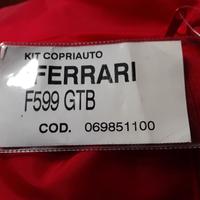 KIT COPRIAUTO
FERRARI
F599 GTB
COD. 069851100